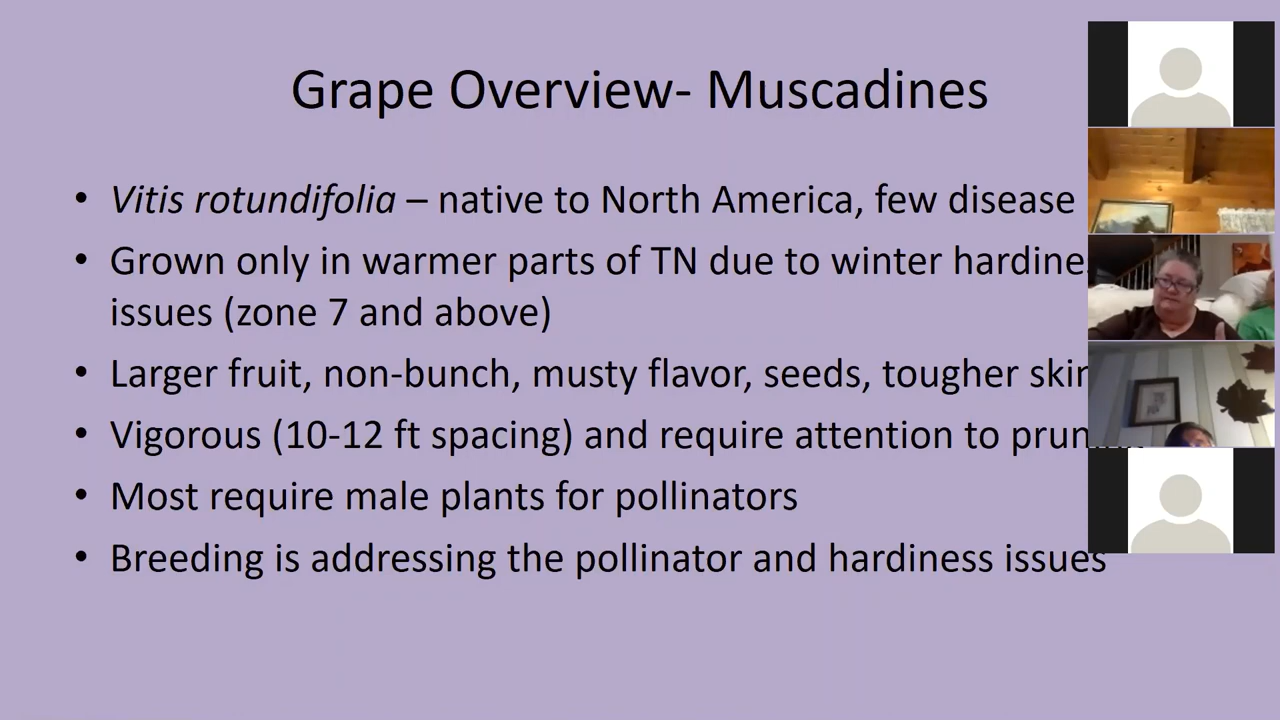 Grape Overview- Muscadines
• Vitis rotundifolia – native to North America, few disease
• Grown only in warmer parts of TN due to winter
issues (zone 7 and above)
• Larger fruit, non-bunch, musty flavor, seeds, tougher
• Vigorous (10-12 ft spacing) and require attention to
• Most require male plants for pollinators
• Breeding is addressing the pollinator and hardiness issues